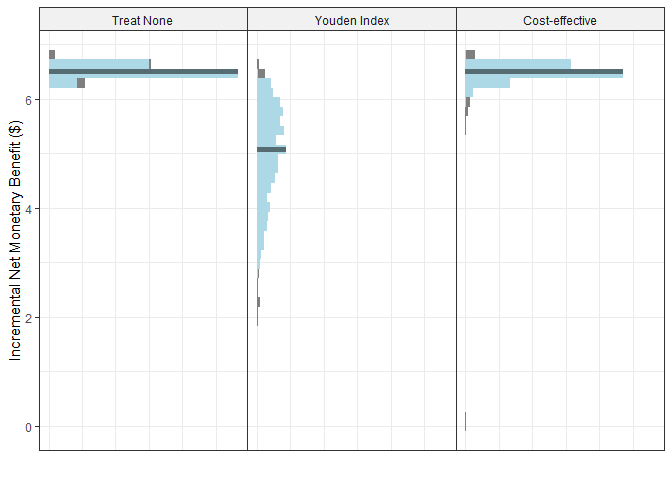 Treat None
Youden Index
Cost-effective
Incremental Net Monetary Benefit ($)
6
4
2
0